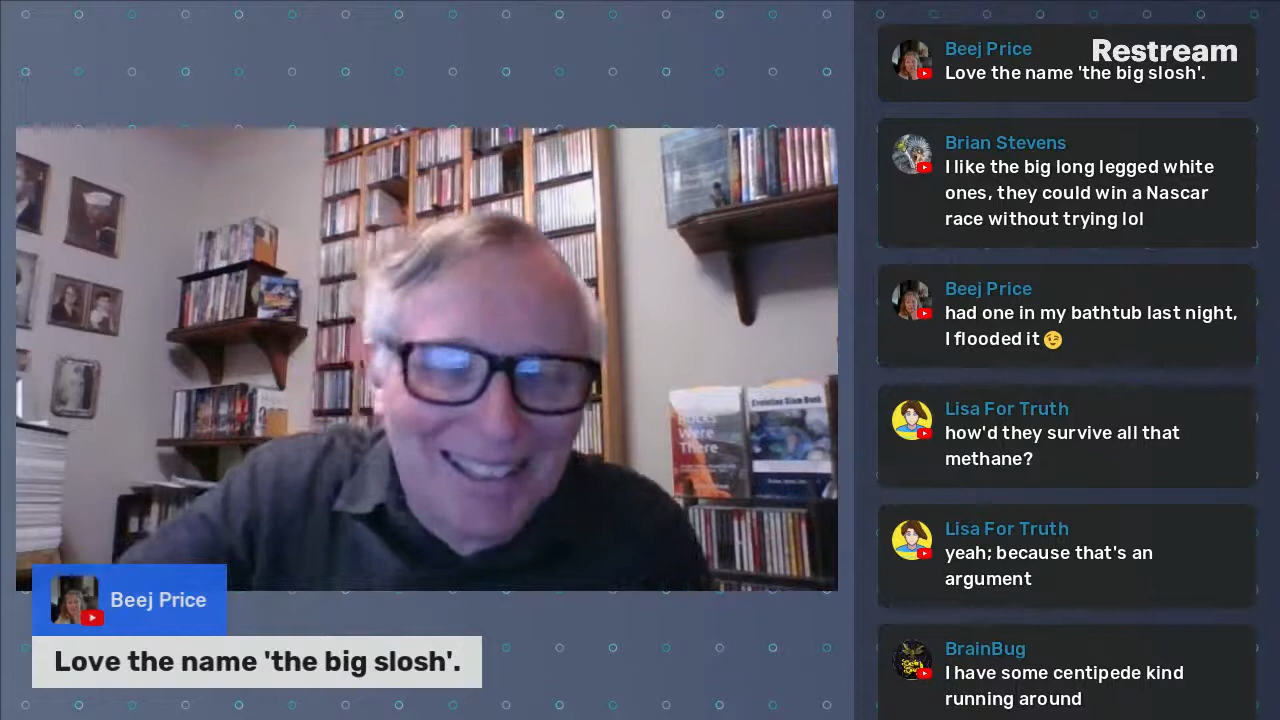 Restream
Beej Price
Love the name 'the big slosh'.
Brian Stevens
I like the big long legged white
ones, they could win a Nascar
race without trying lol
Beej Price
had one in my bathtub last night,
I flooded it😉
Lisa For Truth
how'd they survive all that
methane?
Lisa For Truth
yeah; because that's an
argument
BrainBug
I have some centipede kind
running around
Rocks
Were
There
Evolution Slam Dunk
Beej Price
Love the name 'the big slosh'.